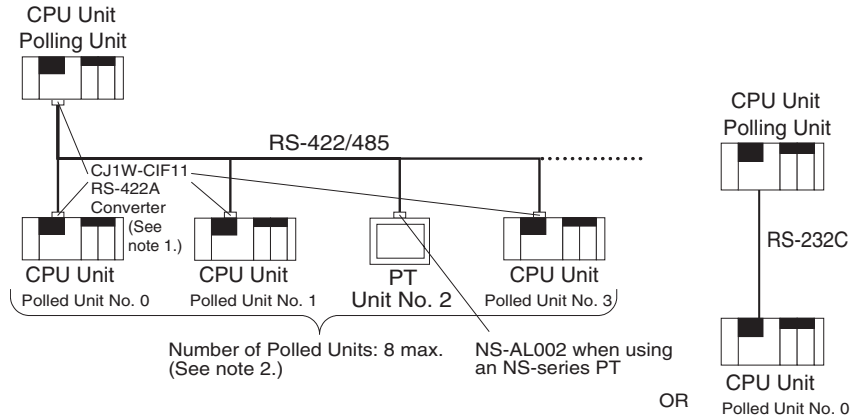 CPU Unit
Polling Unit
RS-422/485
CJ1W-CIF11
RS-422A
Converter
(See
note 1.)
CPU Unit
Polled Unit No. 0
CPU Unit
Polled Unit No. 1
PT
Unit No. 2
CPU Unit
Polled Unit No. 3
Number of Polled Units: 8 max.
(See note 2.)
NS-AL002 when using
an NS-series PT
OR
CPU Unit
Polling Unit
RS-232C
CPU Unit
Polled Unit No. 0